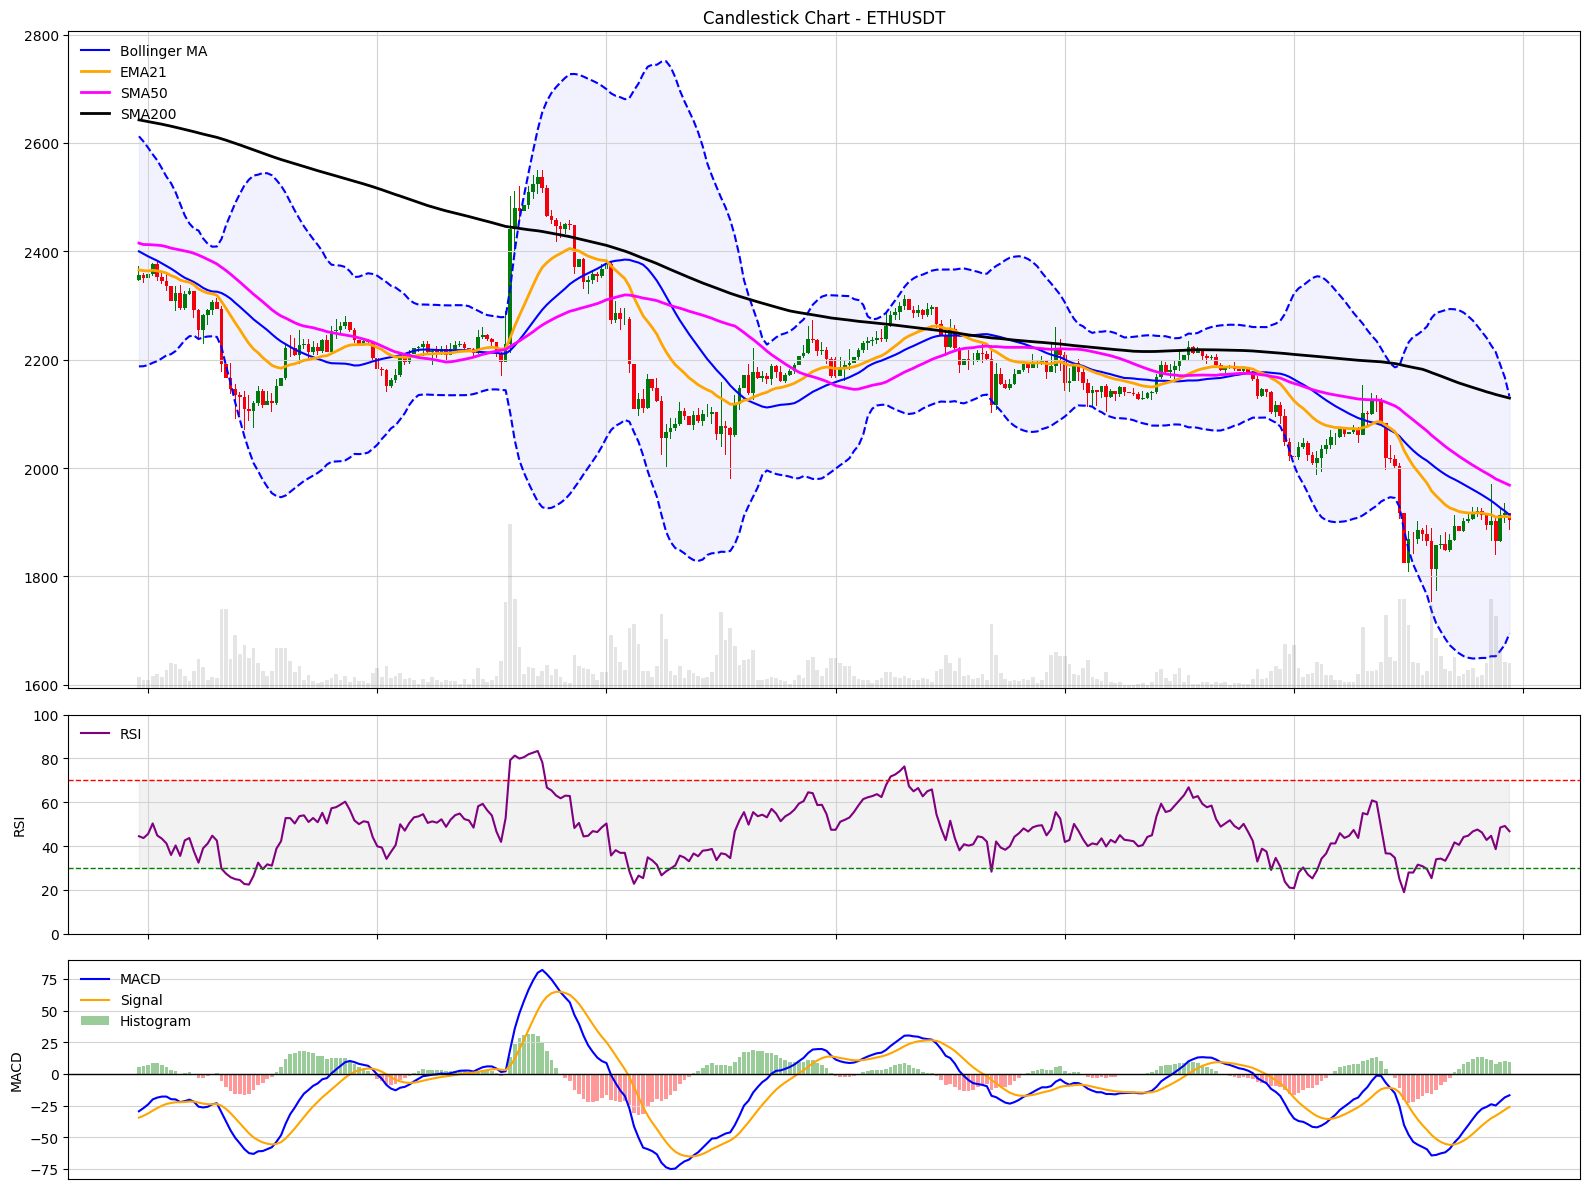 Candlestick Chart - ETHUSDT
2800
2600
2400
2200
2000
1800
1600
Bollinger MA
EMA21
SMA50
SMA200
100
80
60
40
20
0
RSI
RSI
75
50
25
0
−25
−50
−75
MACD
MACD
Signal
Histogram